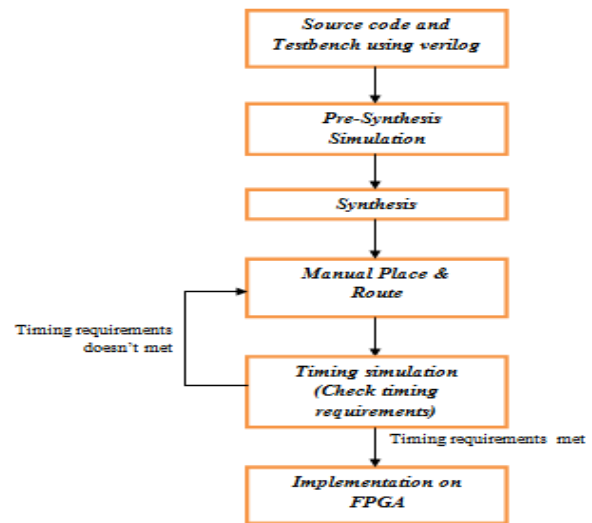 Source code and
Testbench using verilog
Pre-Synthesis
Simulation
Synthesis
Manual Place &
Route
Timing requirements
doesn't met
Timing simulation
(Check timing
requirements)
Timing requirements met
Implementation on
FPGA